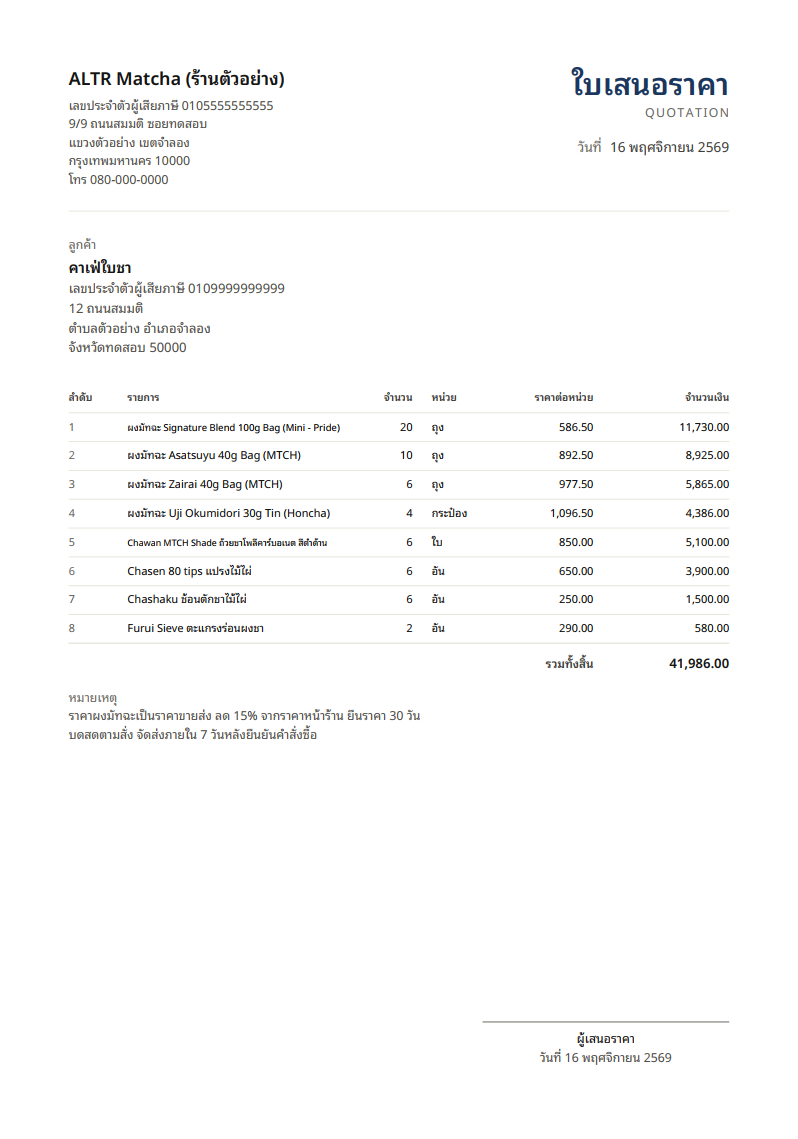 ALTR Matcha (ร้านตัวอย่าง)
เลขประจำตัวผู้เสียภาษี 0105555555555
9/9 ถนนสมมติ ซอยทดสอบ
แขวงตัวอย่าง เขตจำลอง
กรุงเทพมหานคร 10000
โทร 080-000-0000
ใบเสนอราคา
QUOTATION
วันที่ 16 พฤศจิกายน 2569
ลูกค้า
คาเฟ่ใบชา
เลขประจำตัวผู้เสียภาษี 0109999999999
12 ถนนสมมติ
ตำบลตัวอย่าง อำเภอจำลอง
จังหวัดทดสอบ 50000
ลำดับ รายการ จำนวน หน่วย ราคาต่อหน่วย จำนวนเงิน
1 ผงมัทฉะ Signature Blend 100g Bag (Mini - Pride) 20 ถุง 586.50 11,730.00
2 ผงมัทฉะ Asatsuyu 40g Bag (MTCH) 10 ถุง 892.50 8,925.00
3 ผงมัทฉะ Zairai 40g Bag (MTCH) 6 ถุง 977.50 5,865.00
4 ผงมัทฉะ Uji Okumidori 30g Tin (Honcha) 4 กระป๋อง 1,096.50 4,386.00
5 Chawan MTCH Shade ถ้วยชาโพลีคาร์บอเนต สีดำด้าน 6 ใบ 850.00 5,100.00
6 Chasen 80 tips แปรงไม้ไผ่ 6 อัน 650.00 3,900.00
7 Chashaku ช้อนตักชาไม้ไผ่ 6 อัน 250.00 1,500.00
8 Furui Sieve ตะแกรงร่อนผงชา 2 อัน 290.00 580.00
รวมทั้งสิ้น 41,986.00
หมายเหตุ
ราคาผงมัทฉะเป็นราคาขายส่ง ลด 15% จากราคาหน้าร้าน ยืนราคา 30 วัน
บดสดตามสั่ง จัดส่งภายใน 7 วันหลังยืนยันคำสั่งซื้อ
ผู้เสนอราคา
วันที่ 16 พฤศจิกายน 2569